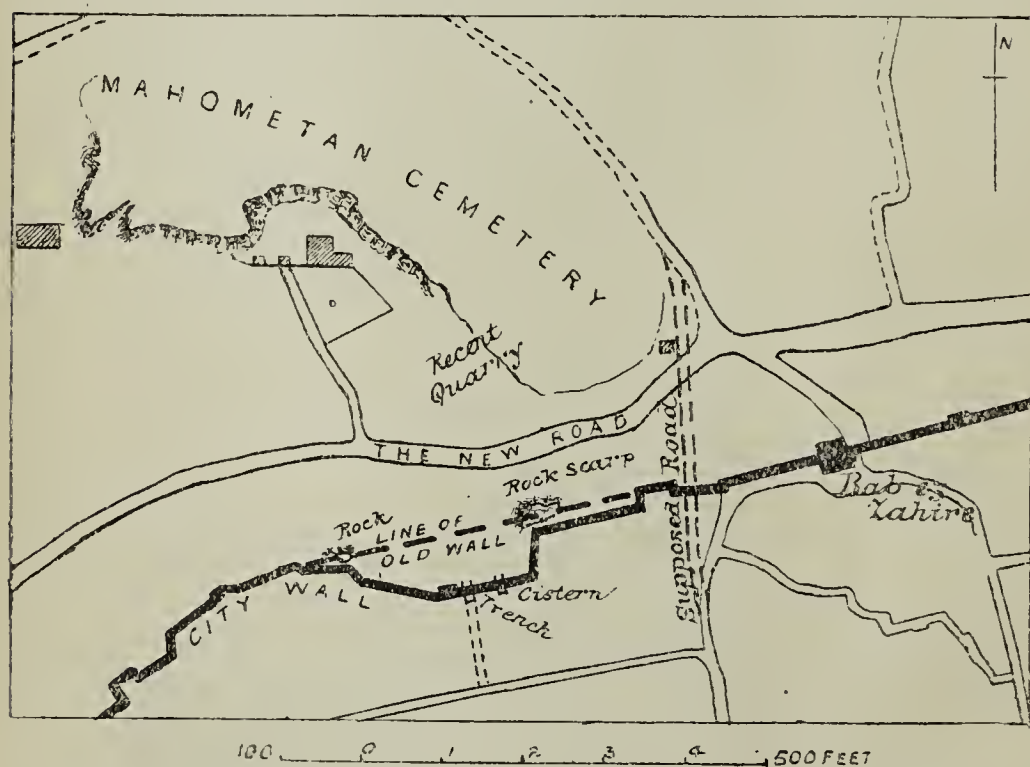 N
MAHOMETAN CEMETERY
Recent
Quarry
THE NEW ROAD
Rock Scarp
Supposed Road
Bab ez
Zahire
Rock
LINE OF
OLD WALL
CITY WALL
Cistern
Trench
100 0 1 2 3 4 500 FEET